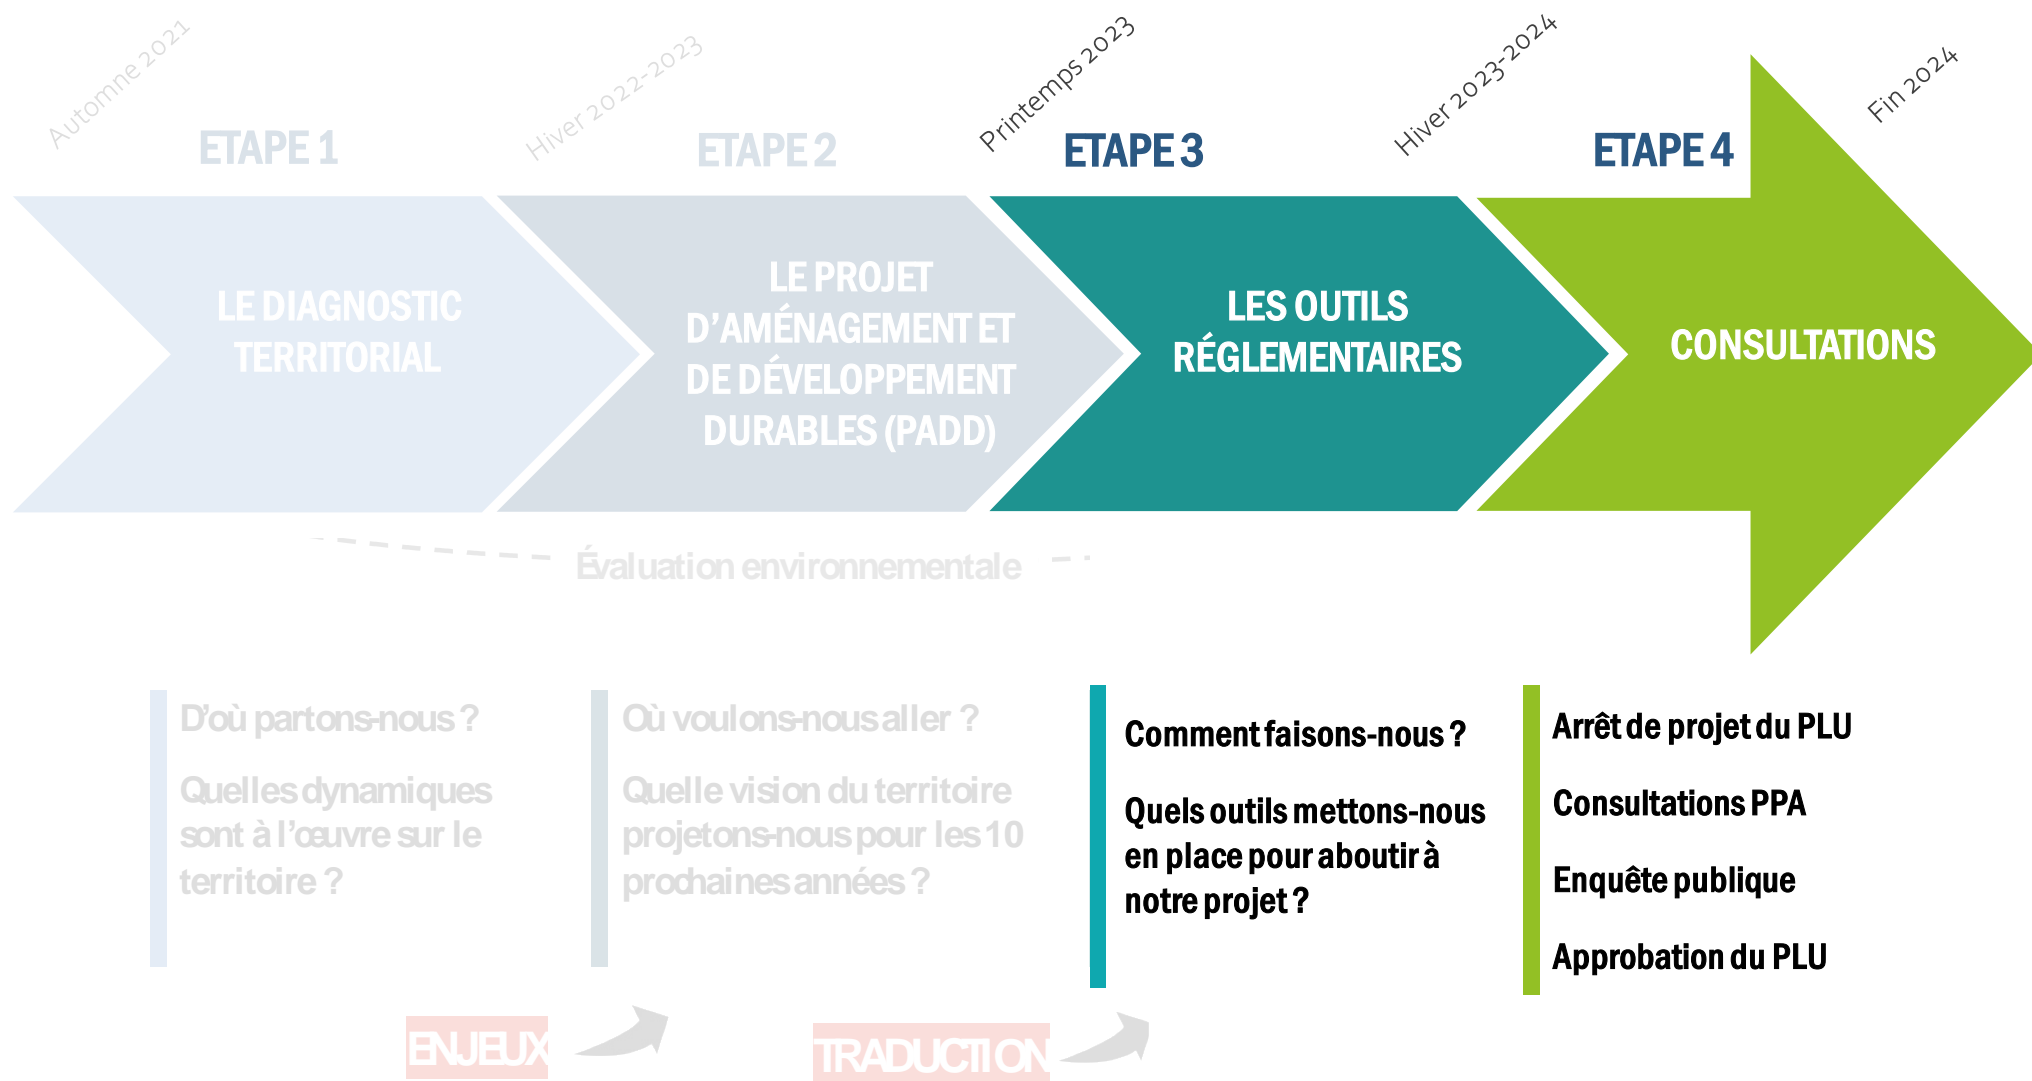 Automne 2021
Hiver 2022-2023
Printemps 2023
Hiver 2023-2024
Fin 2024
ETAPE 1
ETAPE 2
ETAPE 3
ETAPE 4
LE DIAGNOSTIC
TERRITORIAL
LE PROJET
D’AMÉNAGEMENT ET
DE DÉVELOPPEMENT
DURABLES (PADD)
LES OUTILS
RÉGLEMENTAIRES
CONSULTATIONS
Évaluation environnementale
D’où partons-nous ?
Quelles dynamiques
sont à l’œuvre sur le
territoire ?
Où voulons-nous aller ?
Quelle vision du territoire
projetons-nous pour les 10
prochaines années ?
Comment faisons-nous ?
Quels outils mettons-nous
en place pour aboutir à
notre projet ?
Arrêt de projet du PLU
Consultations PPA
Enquête publique
Approbation du PLU
ENJEUX
TRADUCTION